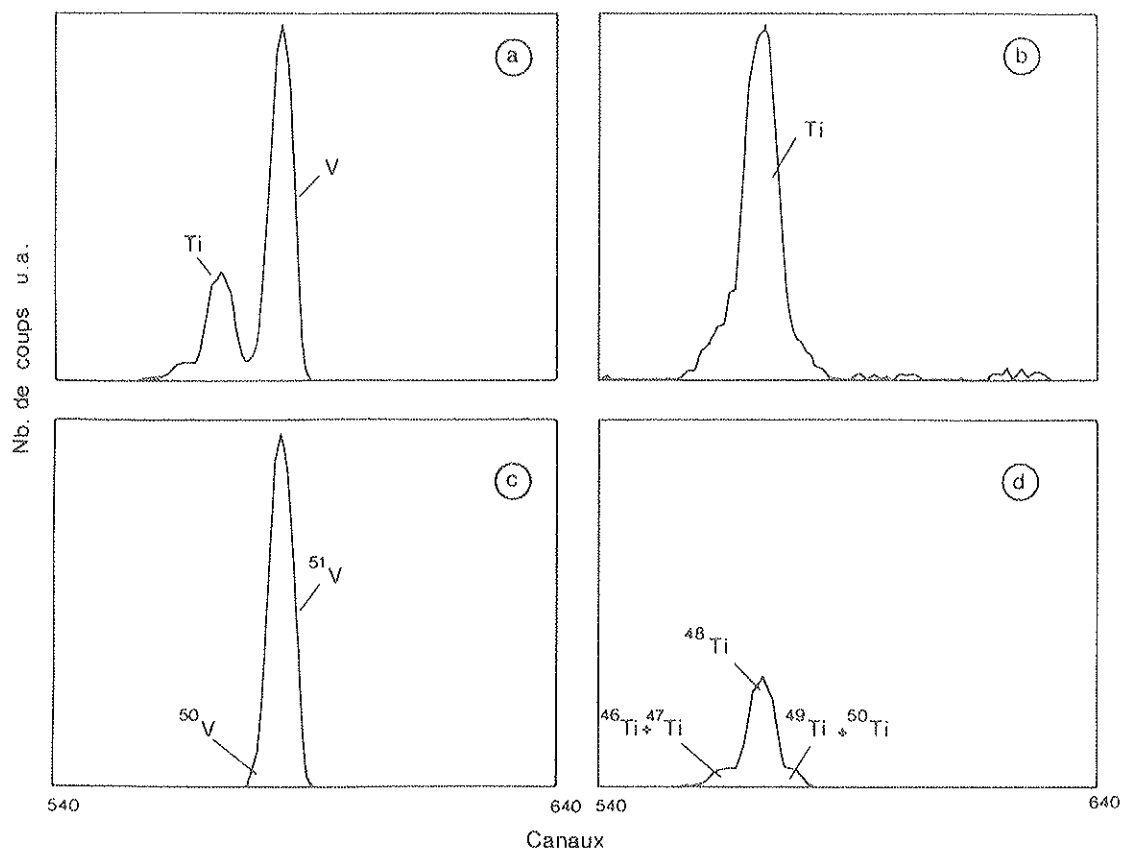 a
b
V
Ti
Ti
Nb. de coups u.a.
c
d
51V
50V
48Ti
46Ti+47Ti
49Ti + 50Ti
540
640
540
640
Canaux